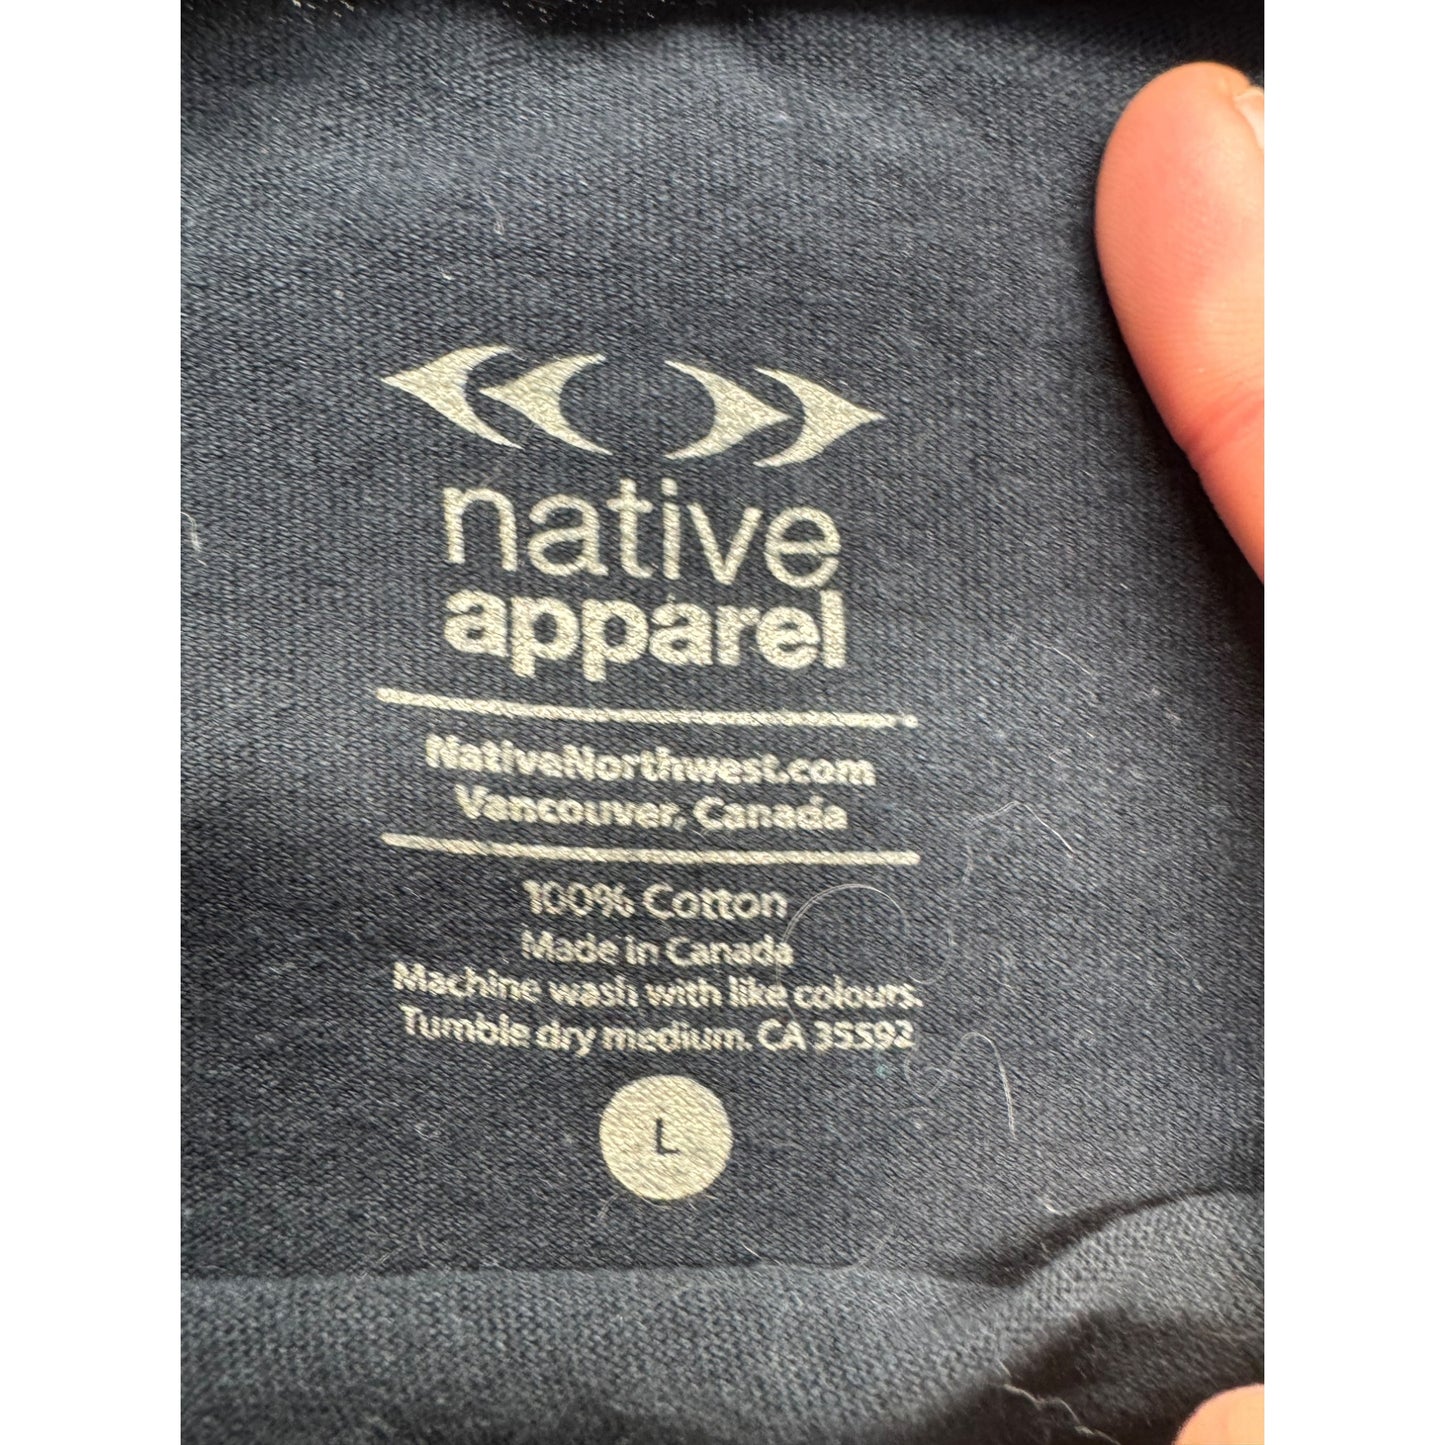 native
apparel
NativeNorthwest.com
Vancouver, Canada
100% Cotton
Made in Canada
Machine wash with like colours.
Tumble dry medium. CA 35592
L